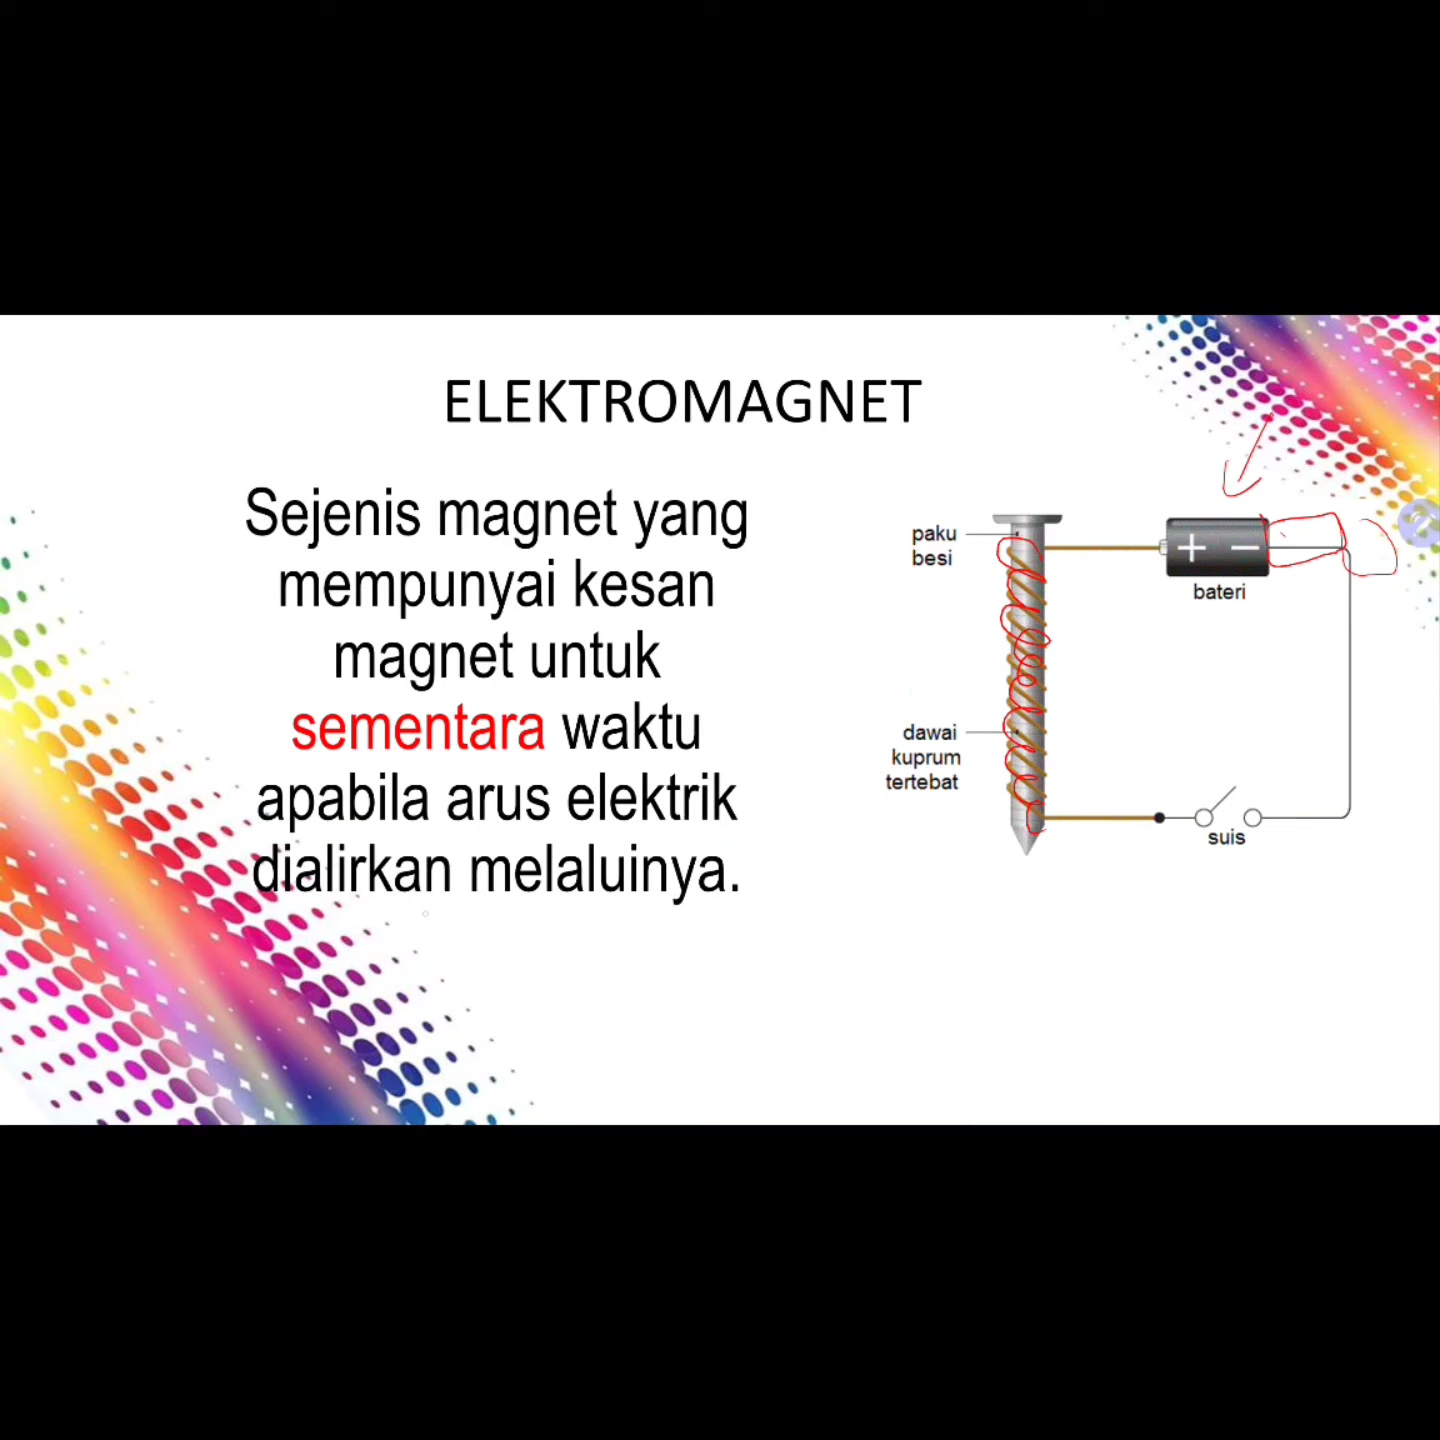 ELEKTROMAGNET
Sejenis magnet yang
mempunyai kesan
magnet untuk
sementara waktu
apabila arus elektrik
dialirkan melaluinya.
paku
besi
+ −
bateri
dawai
kuprum
tertebat
suis